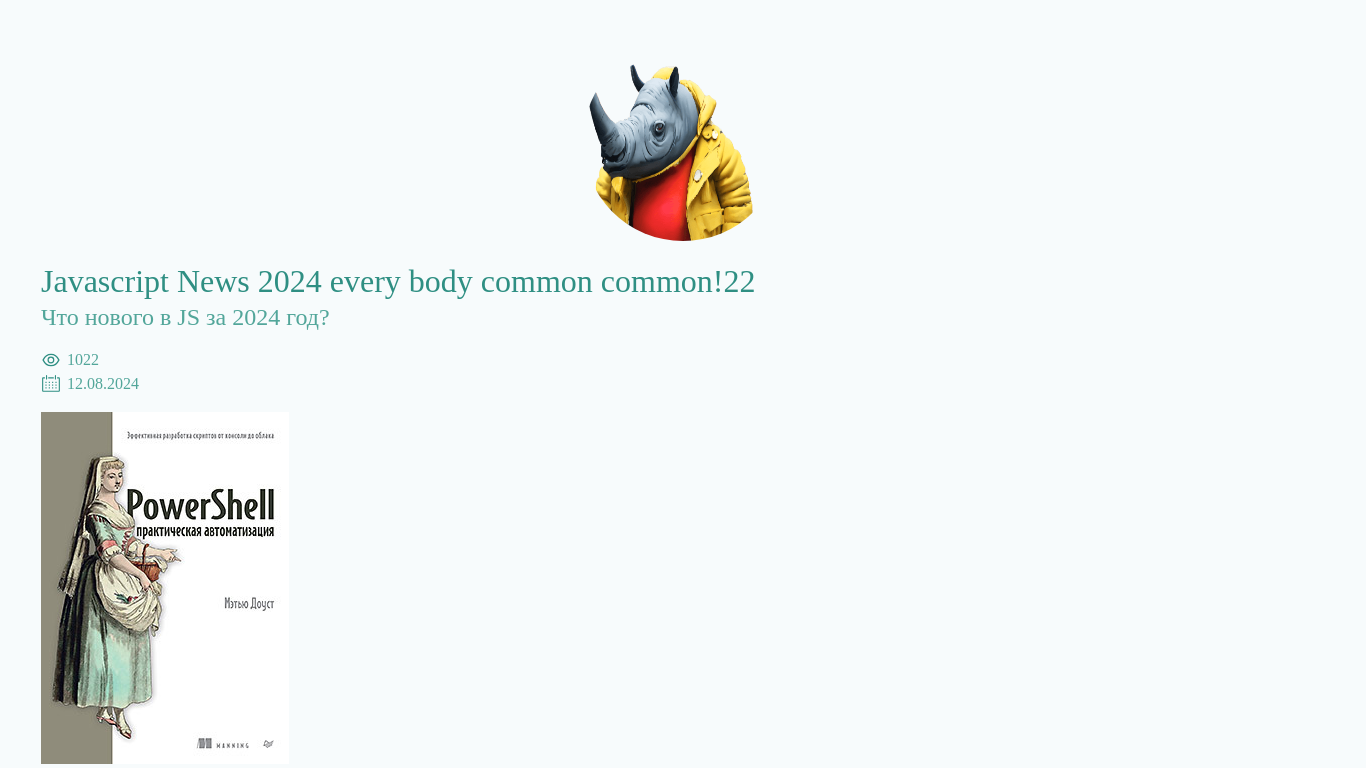 Javascript News 2024 every body common common!22
Что нового в JS за 2024 год?
1022
12.08.2024
Эффективная разработка скриптов от консоли до облака
PowerShell
практическая автоматизация
Мэтью Доуст
MANNING